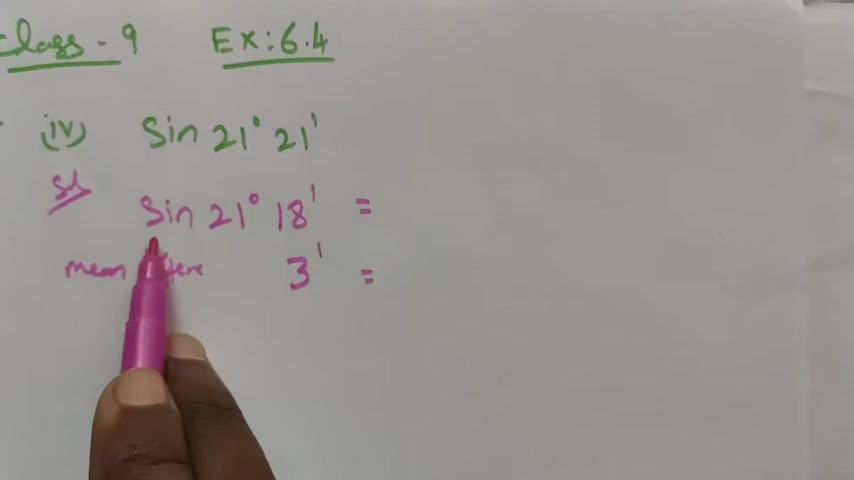 Class - 9 Ex: 6.4
(iv) Sin 21° 21'
Sol
Sin 21° 18' =
mean 3' =